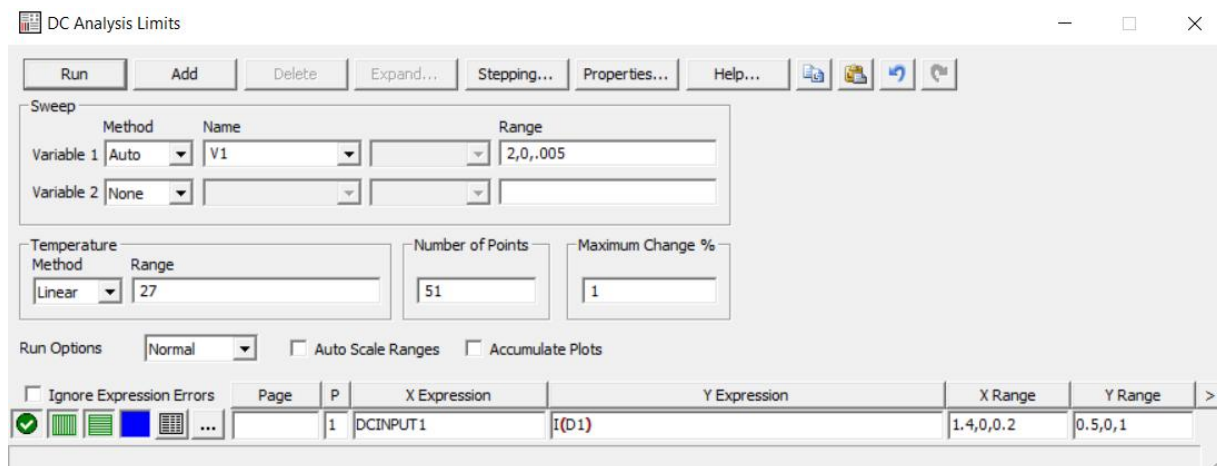 DC Analysis Limits
Run Add Delete Expand... Stepping... Properties... Help...
Sweep
Method Name Range
Variable 1 Auto V1 2,0,.005
Variable 2 None
Temperature Number of Points Maximum Change %
Method Range
Linear 27 51 1
Run Options Normal Auto Scale Ranges Accumulate Plots
Ignore Expression Errors Page P X Expression Y Expression X Range Y Range >
... 1 DCINPUT1 I(D1) 1.4,0,0.2 0.5,0,1